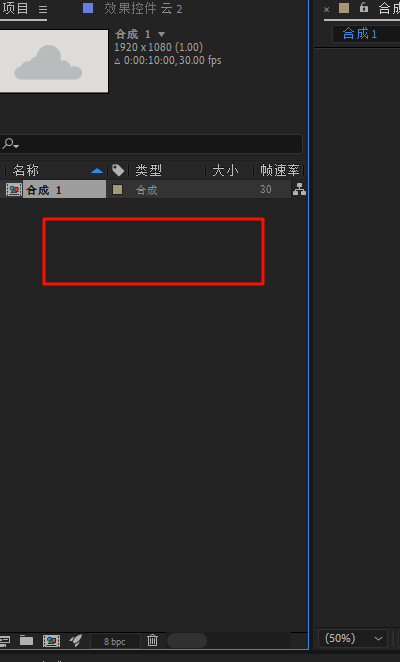 项目 效果控件 云 2
合成 1
1920 x 1080 (1.00)
△ 0:00:10:00, 30.00 fps
名称 类型 大小 帧速率
合成 1 合成 30
8 bpc
合成
合成 1
(50%)